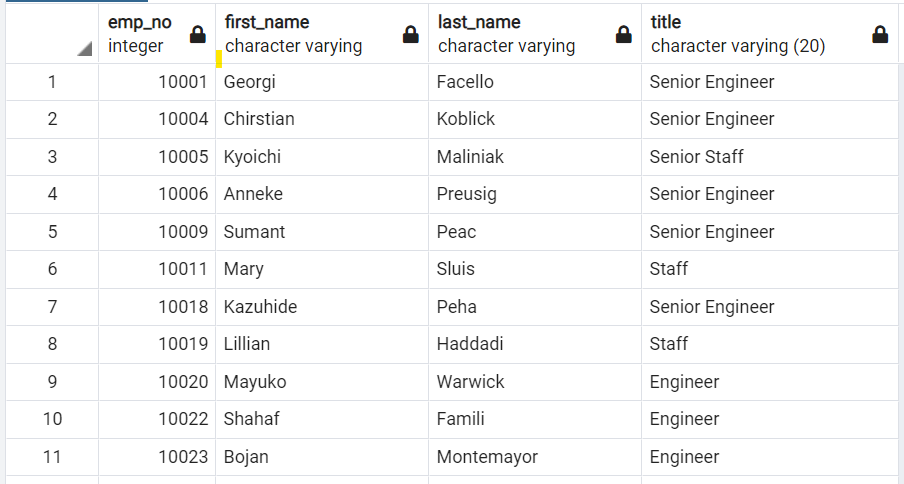 emp_no first_name last_name title
integer character varying character varying character varying (20)
1 10001 Georgi Facello Senior Engineer
2 10004 Chirstian Koblick Senior Engineer
3 10005 Kyoichi Maliniak Senior Staff
4 10006 Anneke Preusig Senior Engineer
5 10009 Sumant Peac Senior Engineer
6 10011 Mary Sluis Staff
7 10018 Kazuhide Peha Senior Engineer
8 10019 Lillian Haddadi Staff
9 10020 Mayuko Warwick Engineer
10 10022 Shahaf Famili Engineer
11 10023 Bojan Montemayor Engineer